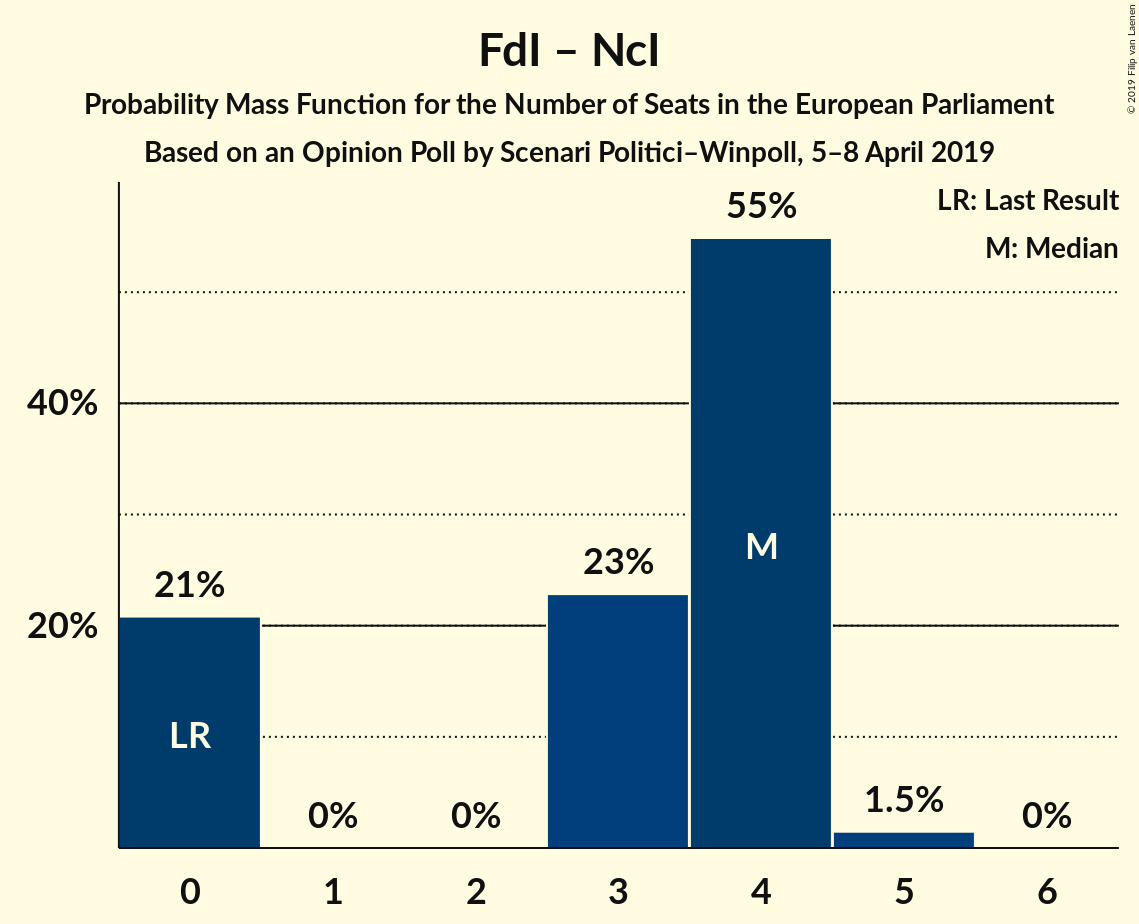 FdI – NcI
Probability Mass Function for the Number of Seats in the European Parliament
Based on an Opinion Poll by Scenari Politici–Winpoll, 5–8 April 2019
© 2019 Filip van Laenen
LR: Last Result
M: Median
55%
40%
M
23%
21%
20%
LR
0%
0%
1.5%
0%
0 1 2 3 4 5 6